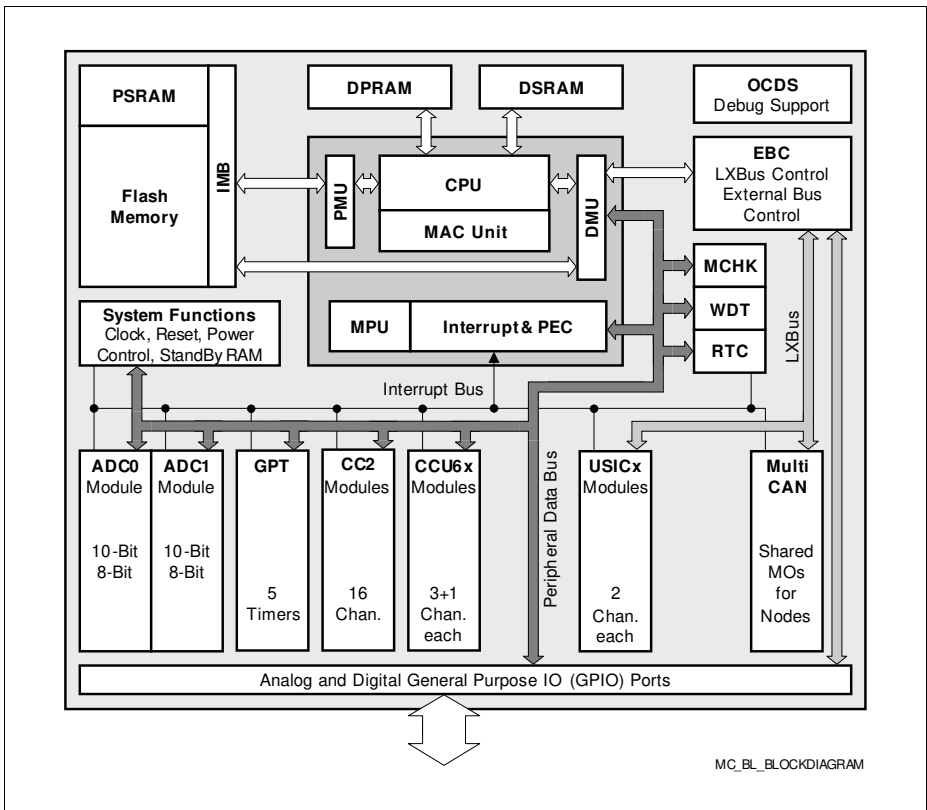 PSRAM
IMB
Flash
Memory
DPRAM
DSRAM
OCDS
Debug Support
PMU
CPU
MAC Unit
DMU
EBC
LXBus Control
External Bus
Control
MCHK
WDT
RTC
LXBus
System Functions
Clock, Reset, Power
Control, StandBy RAM
MPU
Interrupt & PEC
Interrupt Bus
ADC0
Module
10-Bit
8-Bit
ADC1
Module
10-Bit
8-Bit
GPT
5
Timers
CC2
Modules
16
Chan.
CCU6x
Modules
3+1
Chan.
each
Peripheral Data Bus
USICx
Modules
2
Chan.
each
Multi
CAN
Shared
MOs
for
Nodes
Analog and Digital General Purpose IO (GPIO) Ports
MC_BL_BLOCKDIAGRAM